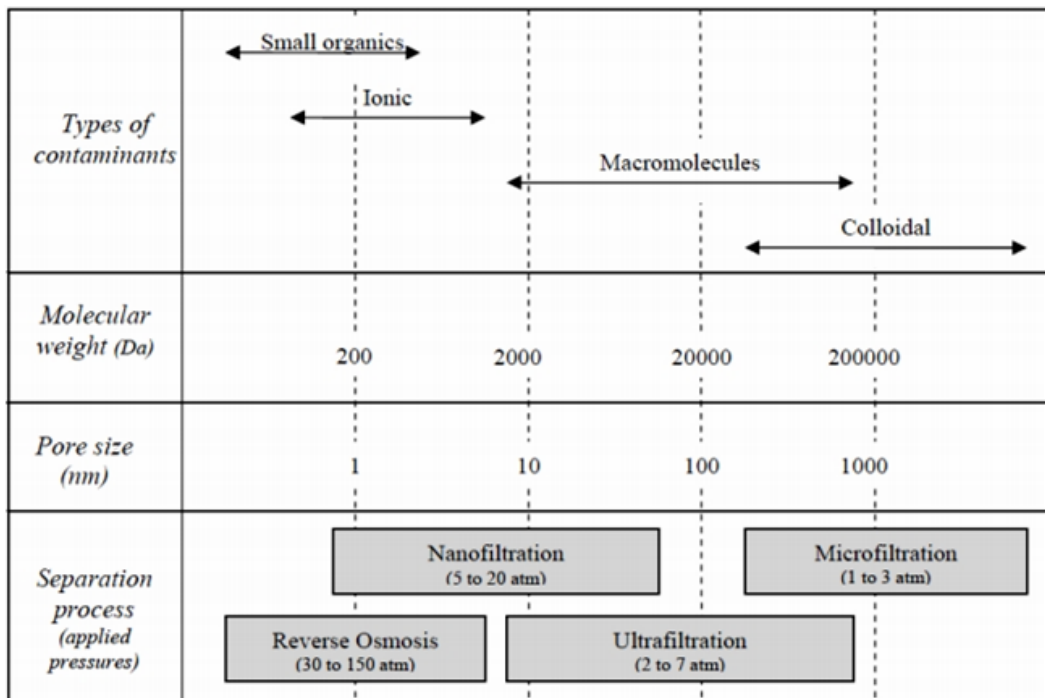 Types of
contaminants
Small organics
Ionic
Macromolecules
Colloidal
Molecular
weight (Da)
200
2000
20000
200000
Pore size
(nm)
1
10
100
1000
Separation
process
(applied
pressures)
Nanofiltration
(5 to 20 atm)
Microfiltration
(1 to 3 atm)
Reverse Osmosis
(30 to 150 atm)
Ultrafiltration
(2 to 7 atm)